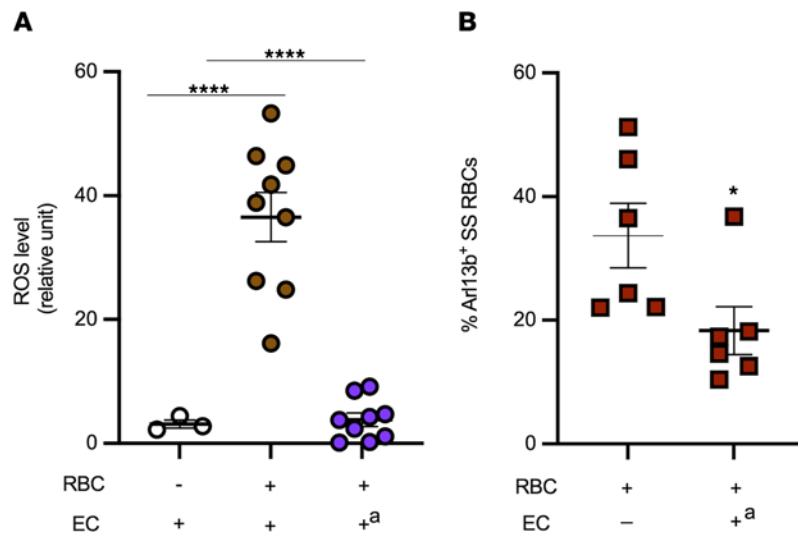 A
****
****
60
40
20
0
ROS level
(relative unit)
RBC - + +
EC + + +ᵃ
B
60
40
20
0
% Arl13b⁺ SS RBCs
*
RBC + +
EC – +ᵃ